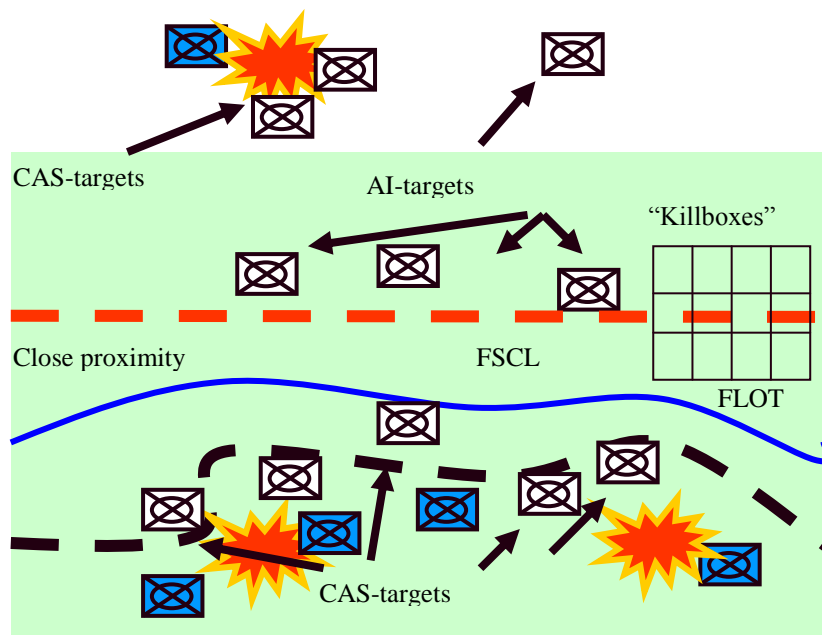 CAS-targets
AI-targets
“Killboxes”
Close proximity
FSCL
FLOT
CAS-targets